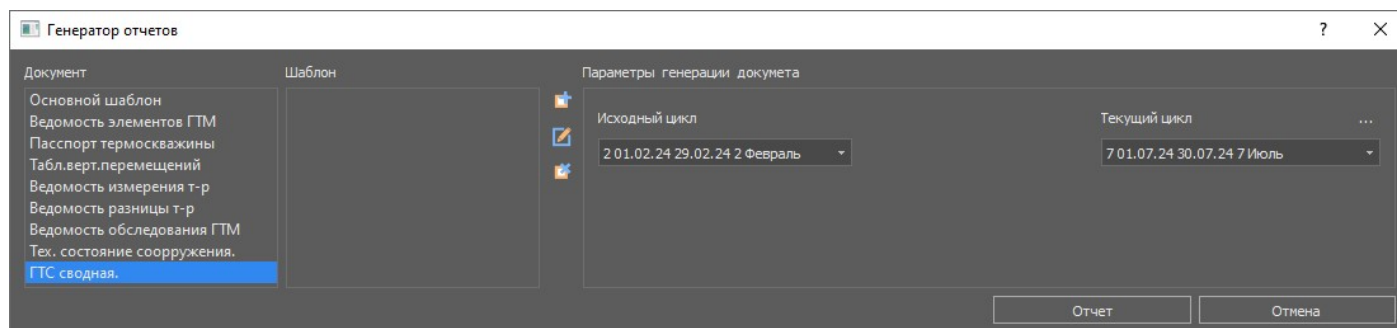 Генератор отчетов
?
Документ
Основной шаблон
Ведомость элементов ГТМ
Пасспорт термоскважины
Табл.верт.перемещений
Ведомость измерения т-р
Ведомость разницы т-р
Ведомость обследования ГТМ
Тех. состояние соорружения.
ГТС сводная.
Шаблон
Параметры генерации докумета
Исходный цикл
2 01.02.24 29.02.24 2 Февраль
Текущий цикл
...
7 01.07.24 30.07.24 7 Июль
Отчет
Отмена